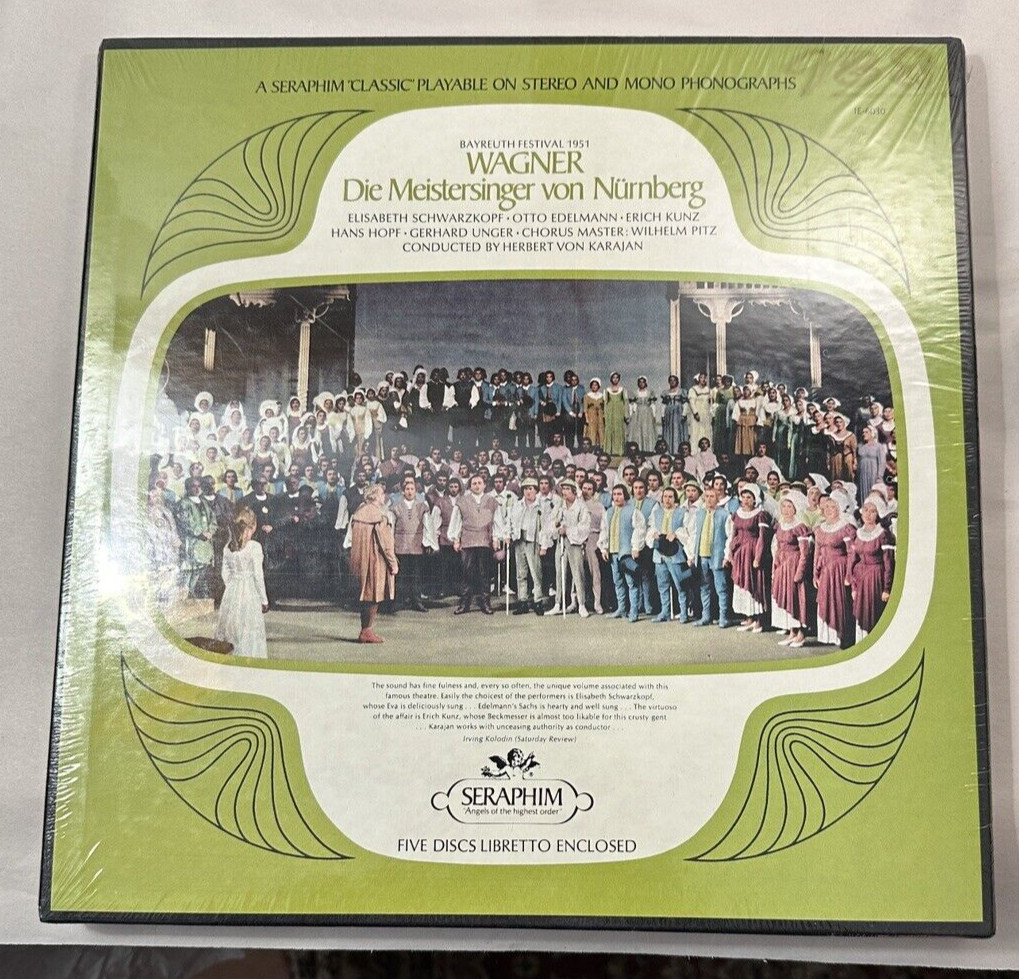 A SERAPHIM "CLASSIC" PLAYABLE ON STEREO AND MONO PHONOGRAPHS
IE-6030
BAYREUTH FESTIVAL 1951
WAGNER
Die Meistersinger von Nürnberg
ELISABETH SCHWARZKOPF • OTTO EDELMANN • ERICH KUNZ
HANS HOPF • GERHARD UNGER • CHORUS MASTER: WILHELM PITZ
CONDUCTED BY HERBERT VON KARAJAN
The sound has fine fulness and, every so often, the unique volume associated with this
famous theatre. Easily the choicest of the performers is Elisabeth Schwarzkopf,
whose Eva is deliciously sung . . . Edelmann's Sachs is hearty and well sung . . . The virtuoso
of the affair is Erich Kunz, whose Beckmesser is almost too likable for this crusty gent
. . . Karajan works with unceasing authority as conductor . . .
Irving Kolodin (Saturday Review)
®
SERAPHIM
"Angels of the highest order"
FIVE DISCS LIBRETTO ENCLOSED